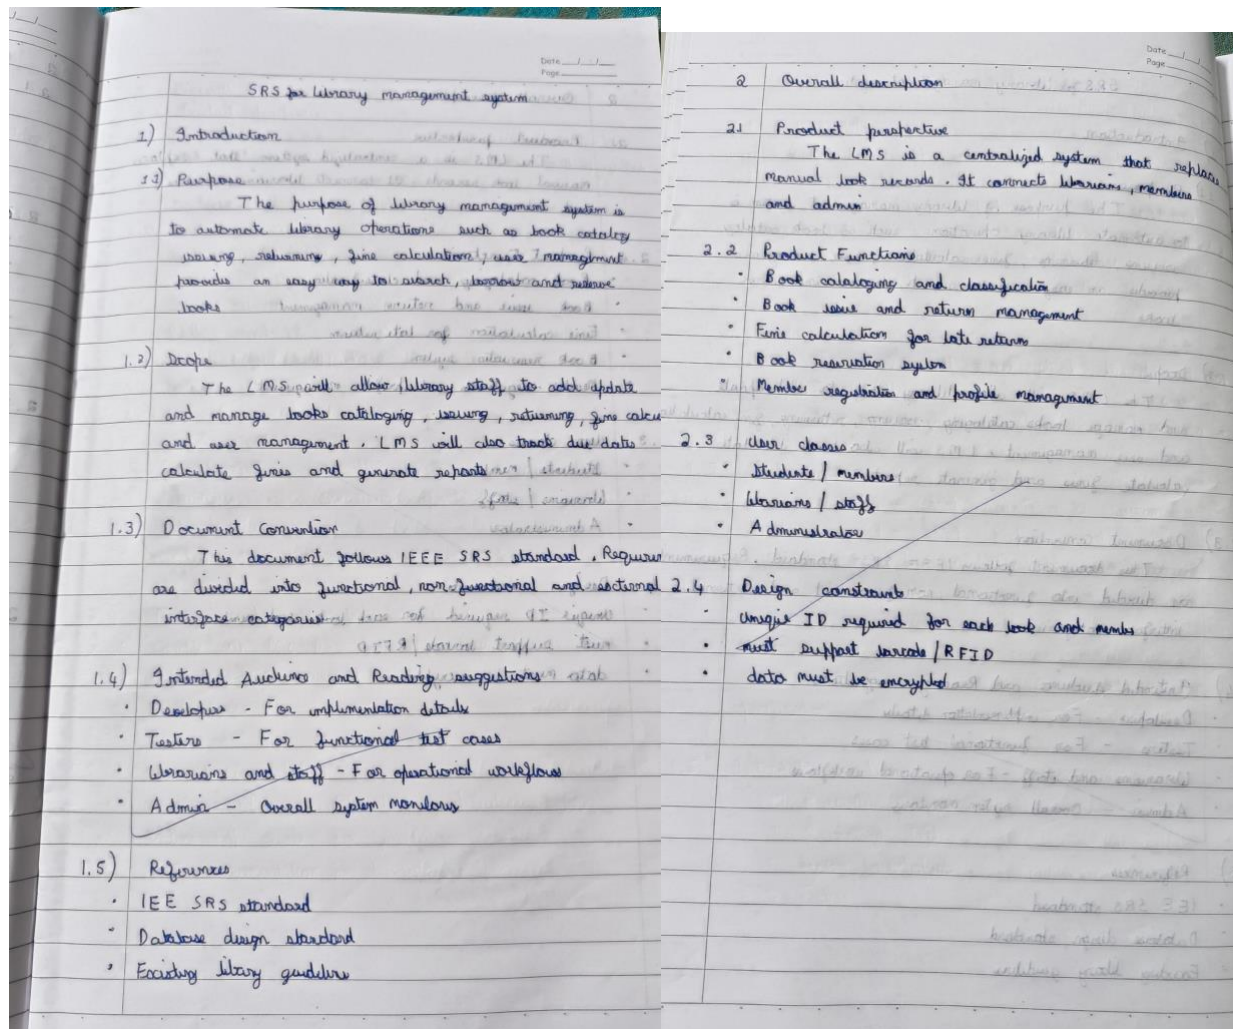 Date / /
Page
SRS for library management system
1) Introduction
1.1) Purpose
The purpose of library management system is
to automate library operations such as book catalog
issuing, returning, fine calculation, user managment
provides an easy way to search, borrow and reserve
books
1.2) Scope
The LMS will allow library staff to add update
and manage books cataloging, issuing, returning, fine calcu
and user management. LMS will also track due dates
calculate fines and generate reports
1.3) Document Convention
This document follows IEEE SRS standard. Requirem
are divided into functional, non-functional and external
interface categories
1.4) Intended Audience and Reading suggestions
· Developers - For implementation details
· Testers - For functional test cases
· Librarians and staff - For operational workflows
· Admin - Overall system monitors
1.5) References
· IEE SRS standard
· Database design standard
· Existing library guideline
Date / /
Page
2 Overall description
2.1 Product perspective
The LMS is a centralized system that replaces
manual book records. It connects librarians, members
and admin
2.2 Product Functions
· Book cataloging and classification
· Book issue and return management
· Fine calculation for late returns
· Book reservation system
· Member registration and profile management
2.3 User classes
· Students / members
· librarians / staff
· Administrator
2.4 Design constraints
· Unique ID required for each book and member
· must support barcode / RFID
· data must be encrypted